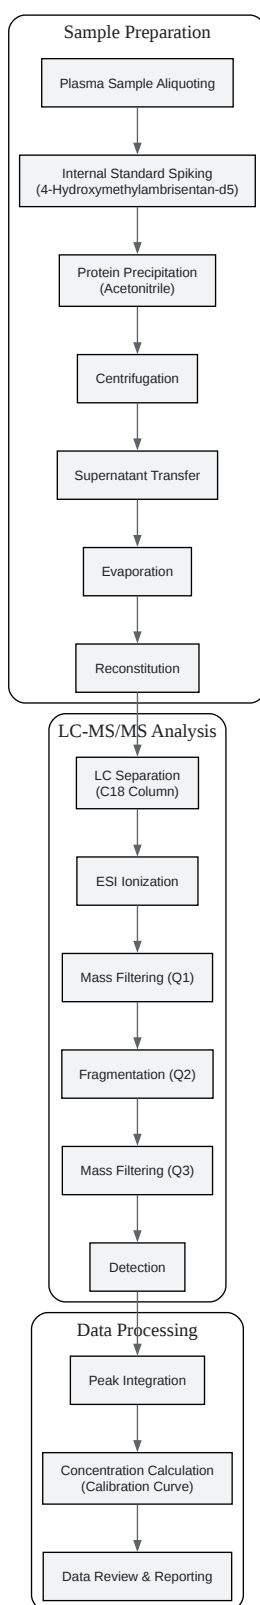 Sample Preparation
Plasma Sample Aliquoting
Internal Standard Spiking
(4-Hydroxymethylambrisentan-d5)
Protein Precipitation
(Acetonitrile)
Centrifugation
Supernatant Transfer
Evaporation
Reconstitution
LC-MS/MS Analysis
LC Separation
(C18 Column)
ESI Ionization
Mass Filtering (Q1)
Fragmentation (Q2)
Mass Filtering (Q3)
Detection
Data Processing
Peak Integration
Concentration Calculation
(Calibration Curve)
Data Review & Reporting